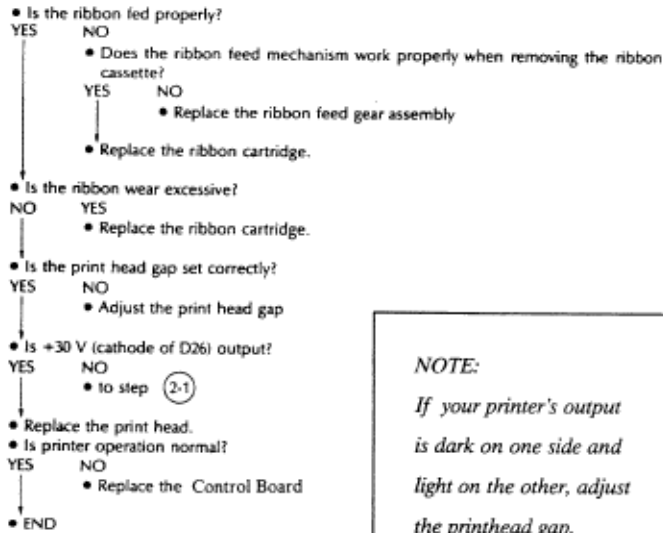 • Is the ribbon fed properly?
YES NO
• Does the ribbon feed mechanism work properly when removing the ribbon
cassette?
YES NO
• Replace the ribbon feed gear assembly
• Replace the ribbon cartridge.
• Is the ribbon wear excessive?
NO YES
• Replace the ribbon cartridge.
• Is the print head gap set correctly?
YES NO
• Adjust the print head gap
• Is +30 V (cathode of D26) output?
YES NO
• to step 2-1
• Replace the print head.
• Is printer operation normal?
YES NO
• Replace the Control Board
• END
NOTE:
If your printer's output
is dark on one side and
light on the other, adjust
the printhead gap.